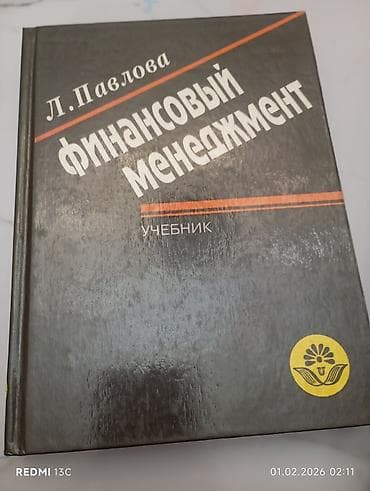 Л. Павлова
ФИНАНСОВЫЙ
МЕНЕДЖМЕНТ
УЧЕБНИК
U
REDMI 13C
01.02.2026 02:11